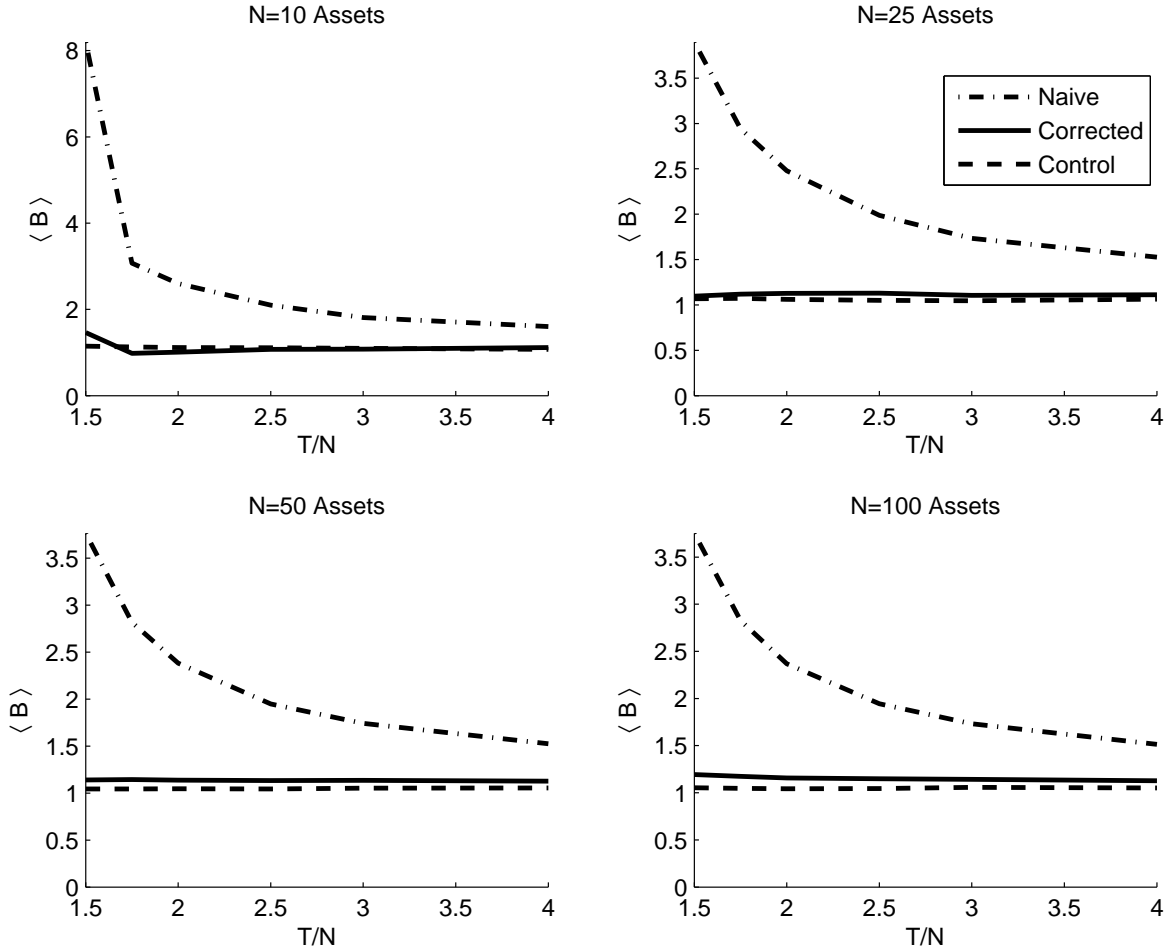 N=10 Assets
8
6
4
2
0
⟨ B ⟩
1.5 2 2.5 3 3.5 4
T/N
N=25 Assets
3.5
3
2.5
2
1.5
1
0.5
0
⟨ B ⟩
1.5 2 2.5 3 3.5 4
T/N
Naive
Corrected
Control
N=50 Assets
3.5
3
2.5
2
1.5
1
0.5
0
⟨ B ⟩
1.5 2 2.5 3 3.5 4
T/N
N=100 Assets
3.5
3
2.5
2
1.5
1
0.5
0
⟨ B ⟩
1.5 2 2.5 3 3.5 4
T/N